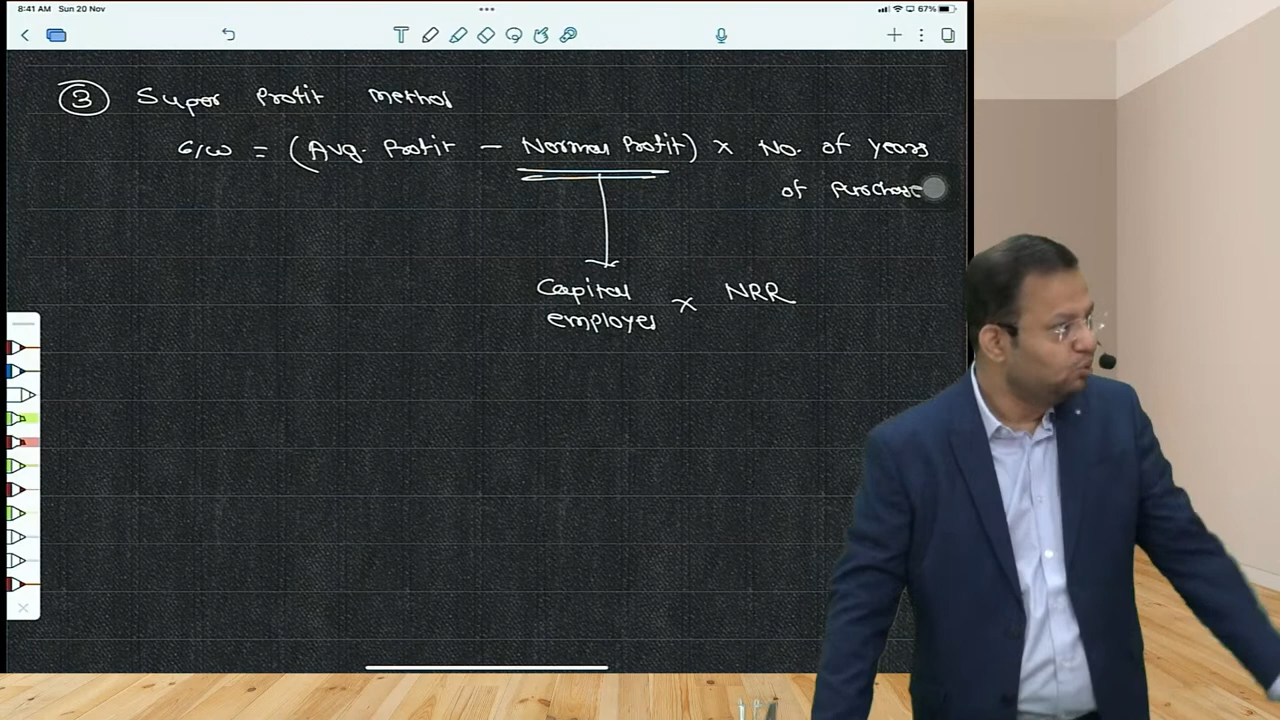 8:41 AM Sun 20 Nov
67%
3 Super Profit method
G/W = (Avg. Profit - Normal Profit) x No. of years
of purchase
Capital x NRR
employed